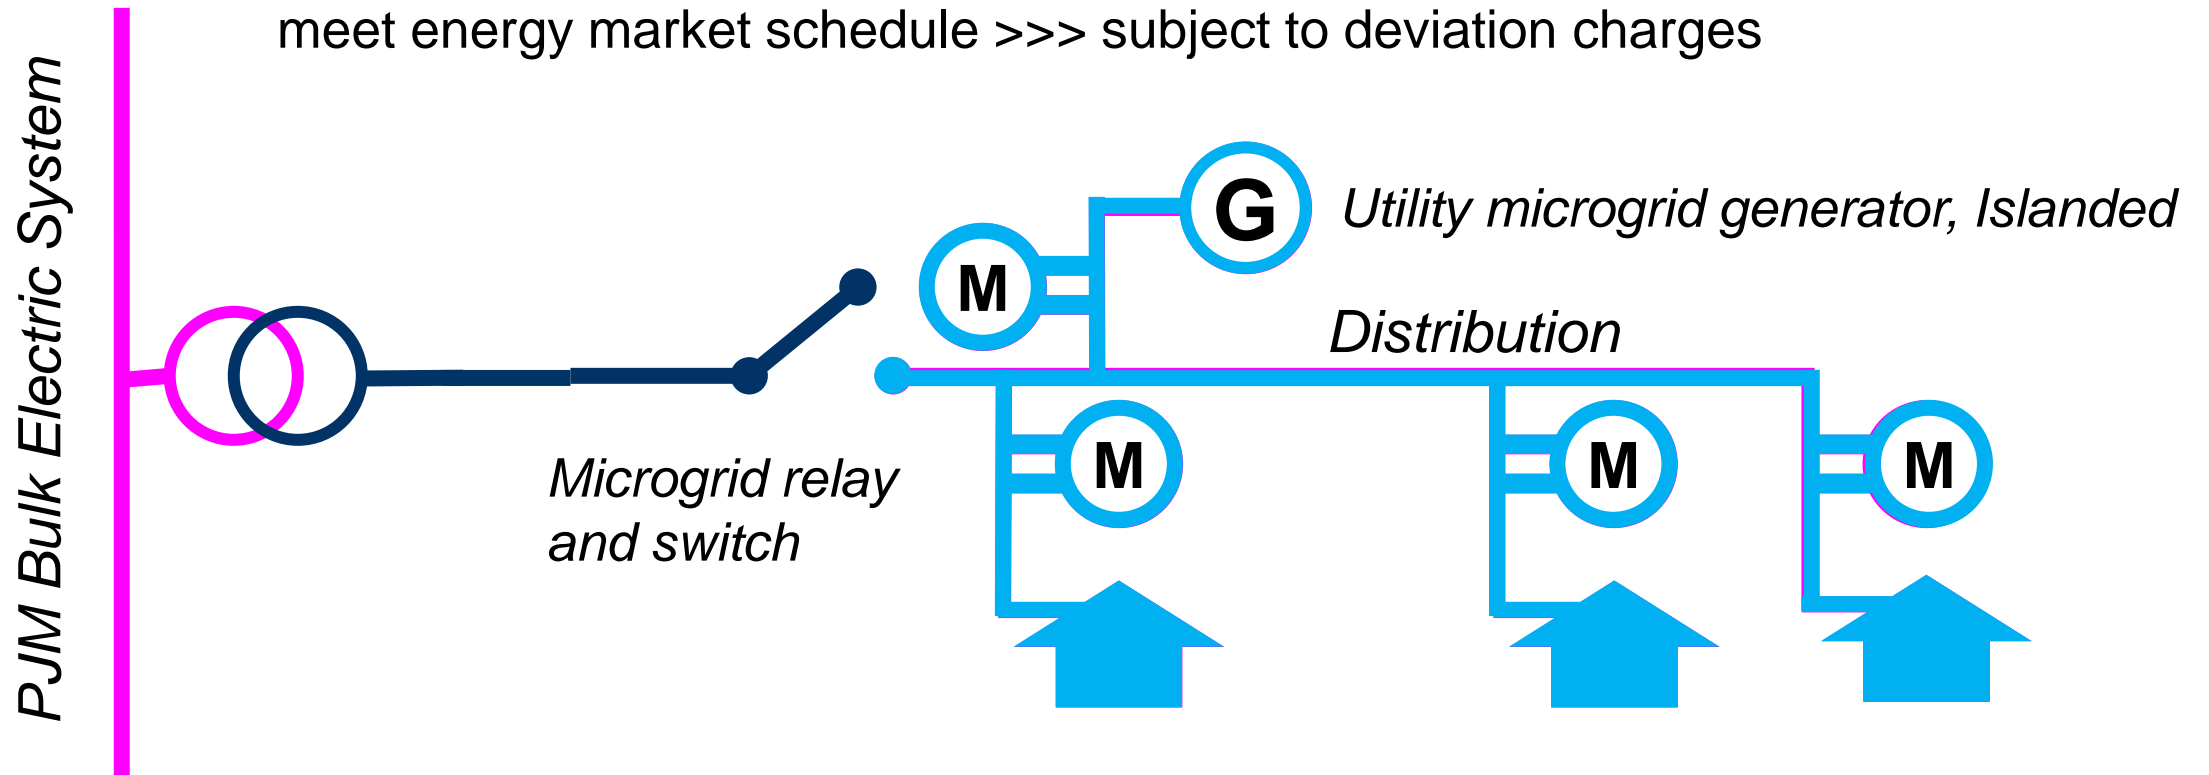 meet energy market schedule >>> subject to deviation charges
PJM Bulk Electric System
G
Utility microgrid generator, Islanded
M
Distribution
Microgrid relay
and switch
M
M
M